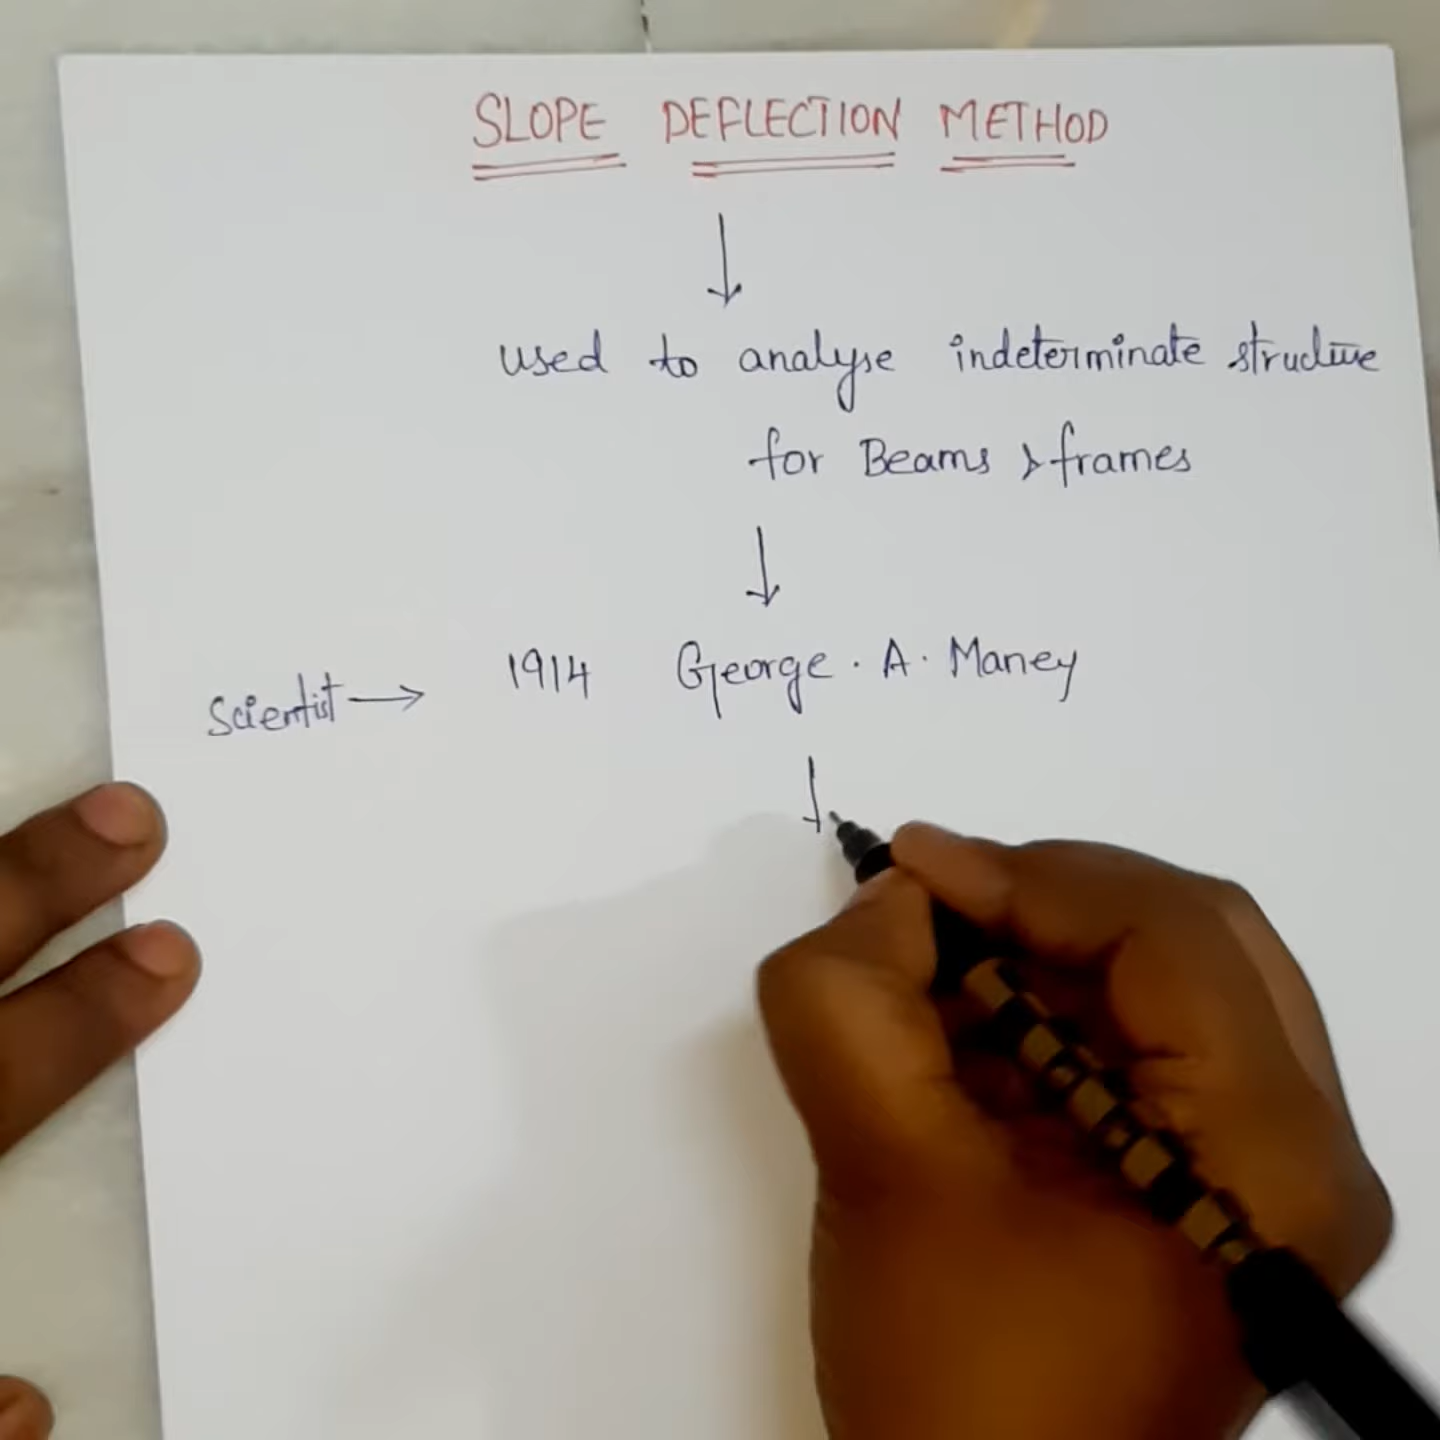 SLOPE DEFLECTION METHOD
used to analyse indeterminate structure
for Beams & frames
Scientist → 1914 George. A. Maney